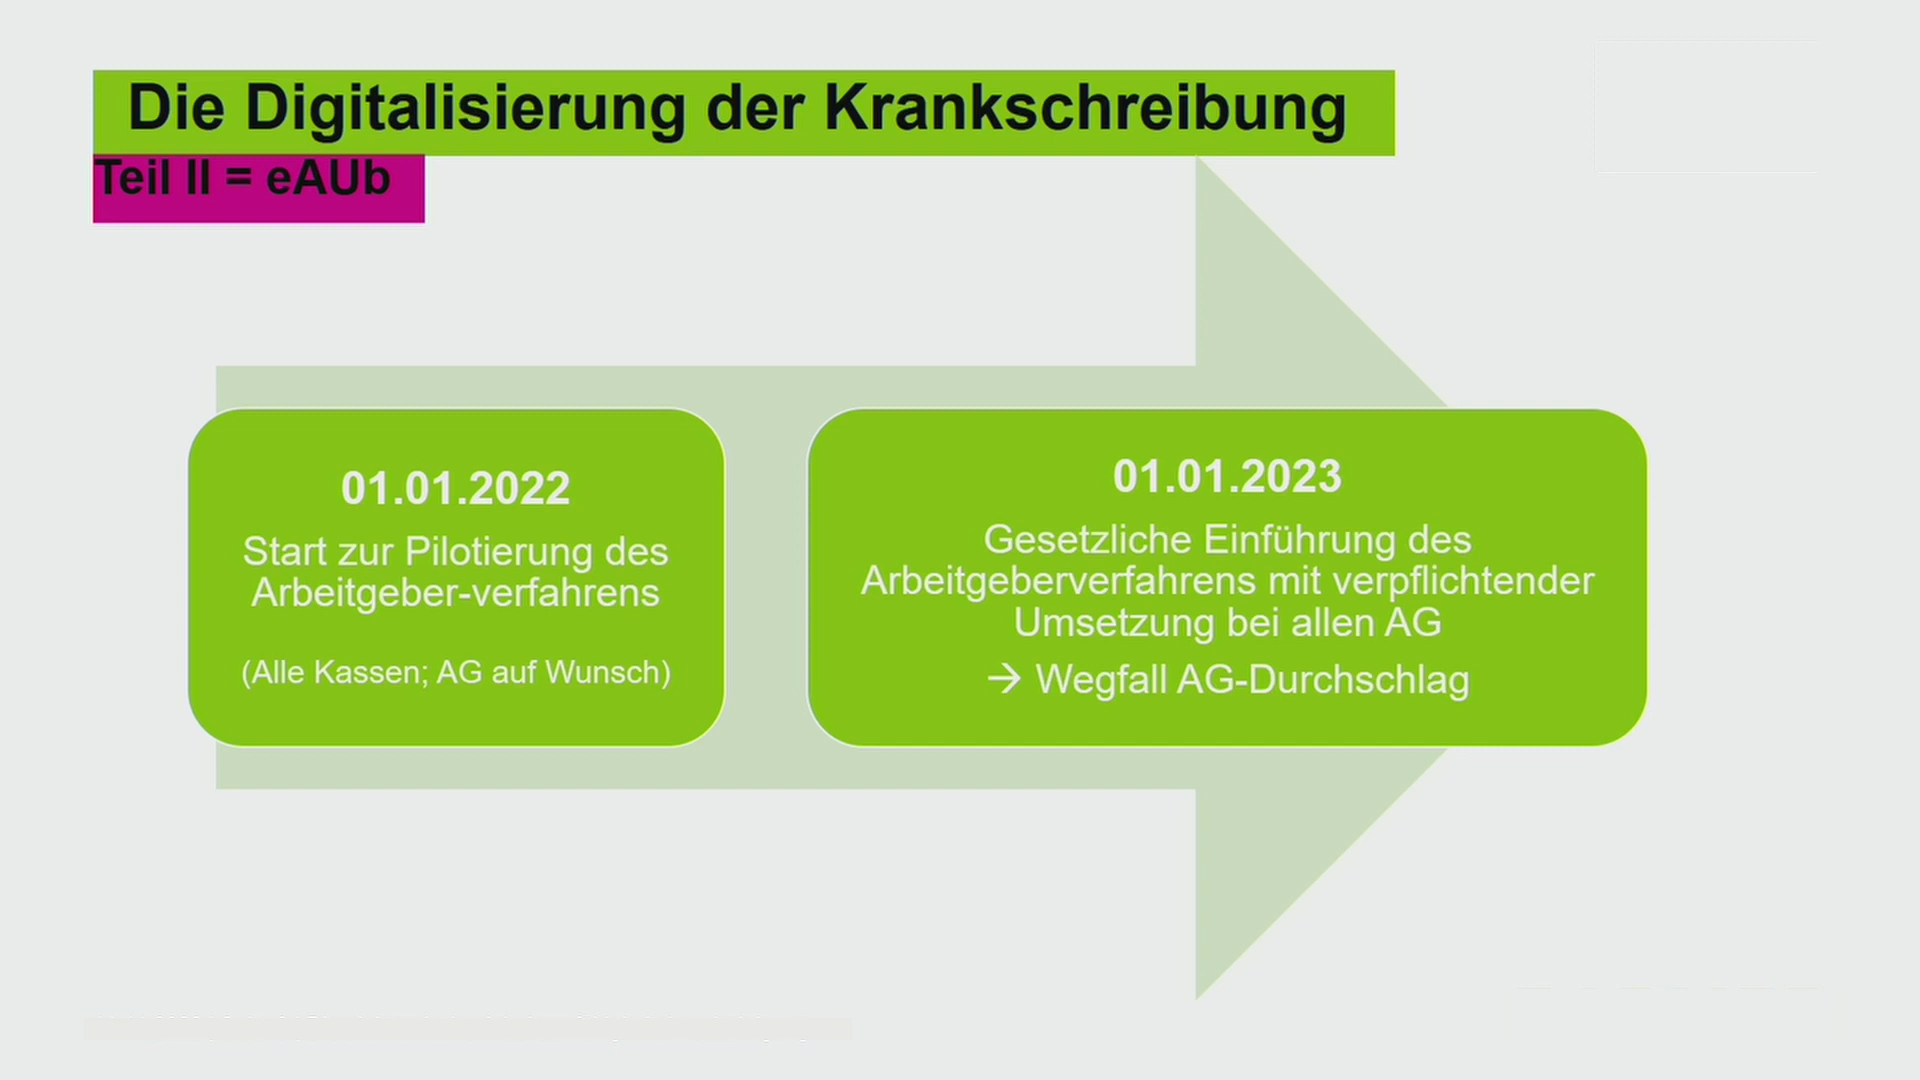 Die Digitalisierung der Krankschreibung
Teil II = eAUb
01.01.2022
Start zur Pilotierung des
Arbeitgeber-verfahrens
(Alle Kassen; AG auf Wunsch)
01.01.2023
Gesetzliche Einführung des
Arbeitgeberverfahrens mit verpflichtender
Umsetzung bei allen AG
→ Wegfall AG-Durchschlag